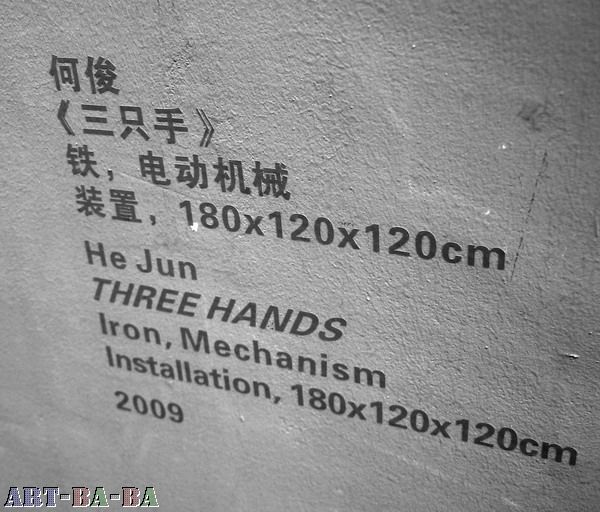 何俊
《三只手》
铁，电动机械
装置，180x120x120cm
He Jun
THREE HANDS
Iron, Mechanism
Installation, 180x120x120cm
2009
ART-BA-BA